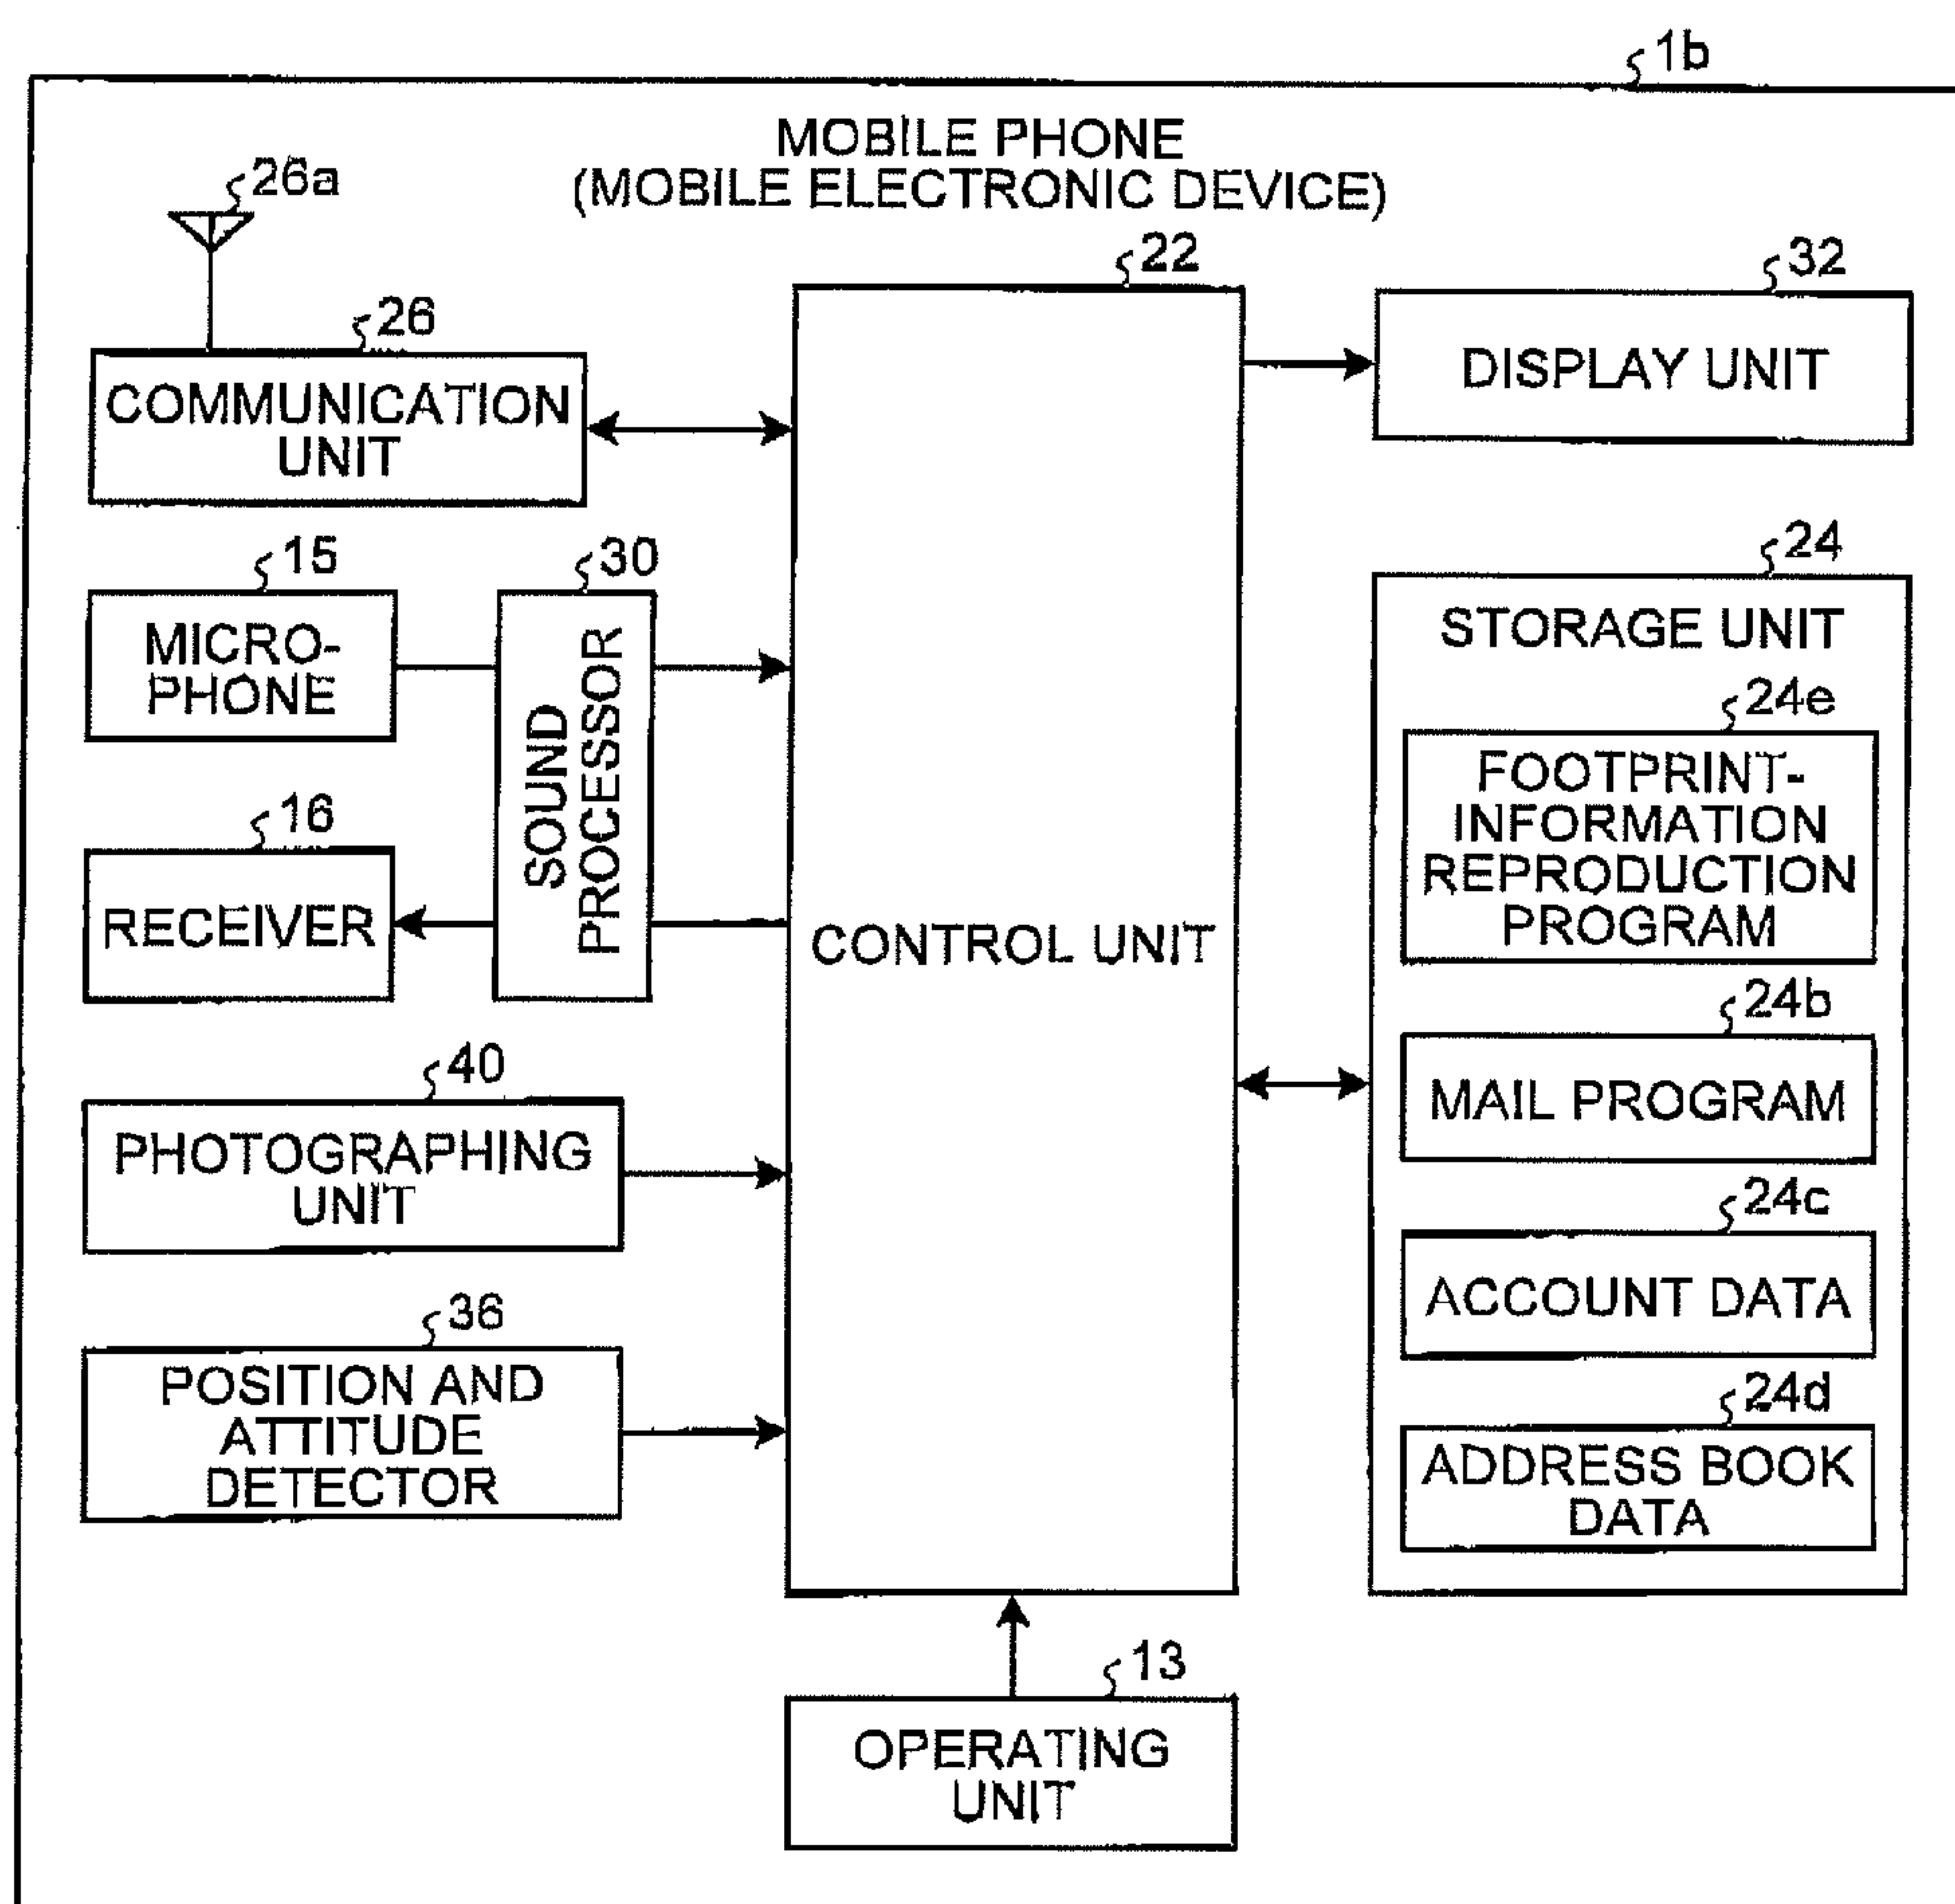 1b
MOBILE PHONE
(MOBILE ELECTRONIC DEVICE)
26a
22
32
26
COMMUNICATION
UNIT
DISPLAY UNIT
15
30
24
MICRO-
PHONE
SOUND
PROCESSOR
STORAGE UNIT
24e
FOOTPRINT-
INFORMATION
REPRODUCTION
PROGRAM
16
RECEIVER
CONTROL UNIT
24b
MAIL PROGRAM
40
PHOTOGRAPHING
UNIT
24c
ACCOUNT DATA
36
POSITION AND
ATTITUDE
DETECTOR
24d
ADDRESS BOOK
DATA
13
OPERATING
UNIT